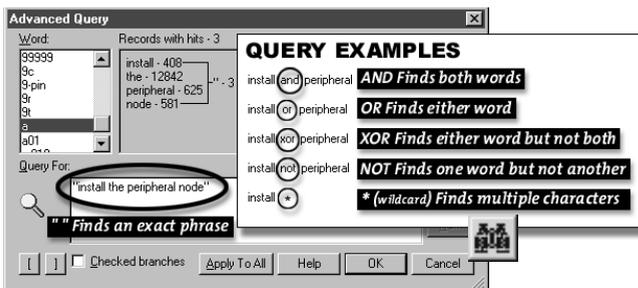 Advanced Query
Word:
Records with hits - 3
99999
9c
9-pin
9r
9t
a
a01
install - 408
the - 12842
peripheral - 625
node - 581
-" - 3
QUERY EXAMPLES
install and peripheral AND Finds both words
install or peripheral OR Finds either word
install xor peripheral XOR Finds either word but not both
install not peripheral NOT Finds one word but not another
install * * (wildcard) Finds multiple characters
Query For:
"install the peripheral node"
" " Finds an exact phrase
[ ] Checked branches Apply To All Help OK Cancel